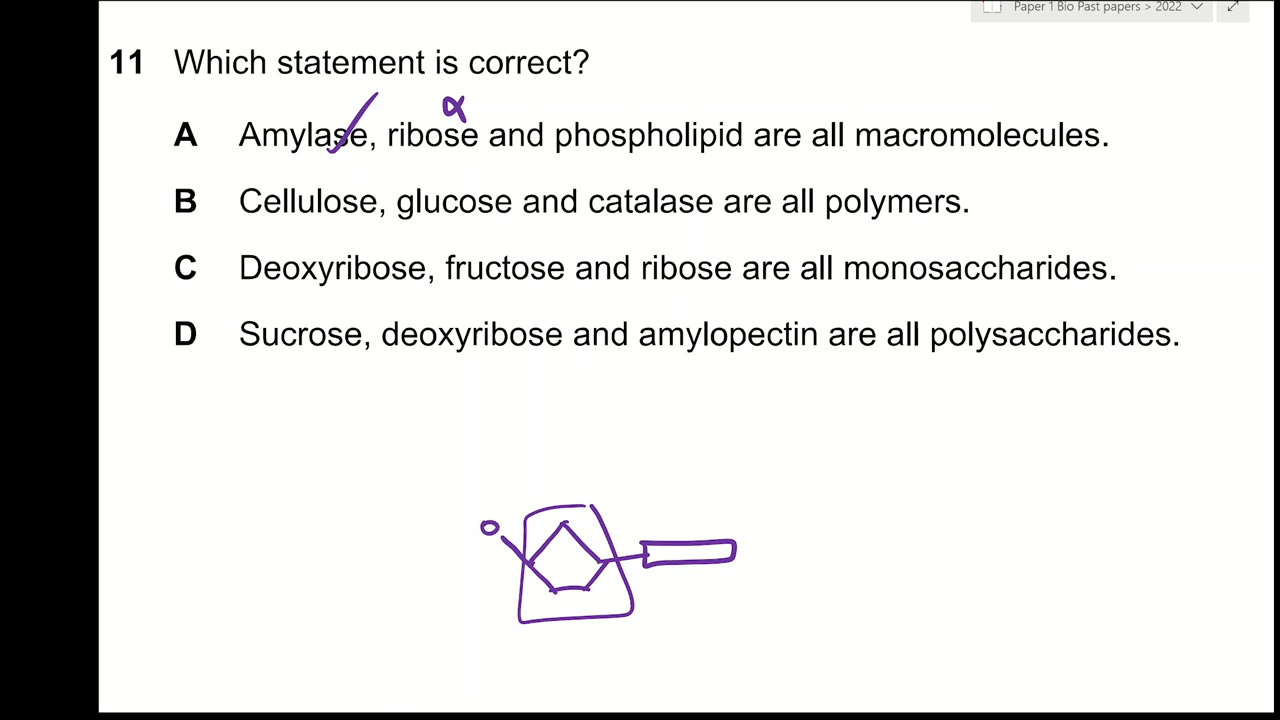 Paper 1 Bio Past papers > 2022
11 Which statement is correct?
A Amylase, ribose and phospholipid are all macromolecules.
B Cellulose, glucose and catalase are all polymers.
C Deoxyribose, fructose and ribose are all monosaccharides.
D Sucrose, deoxyribose and amylopectin are all polysaccharides.